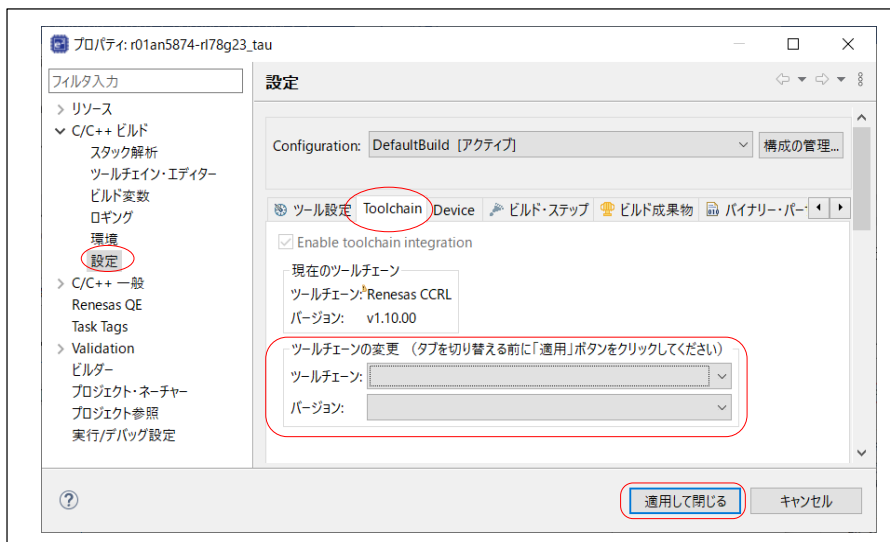 プロパティ: r01an5874-rl78g23_tau
フィルタ入力
リソース
C/C++ ビルド
スタック解析
ツールチェイン・エディター
ビルド変数
ロギング
環境
設定
C/C++ 一般
Renesas QE
Task Tags
Validation
ビルダー
プロジェクト・ネーチャー
プロジェクト参照
実行/デバッグ設定
設定
Configuration: DefaultBuild [アクティブ] 構成の管理...
ツール設定 Toolchain Device ビルド・ステップ ビルド成果物 バイナリー・パー
Enable toolchain integration
現在のツールチェーン
ツールチェーン: Renesas CCRL
バージョン: v1.10.00
ツールチェーンの変更 （タブを切り替える前に「適用」ボタンをクリックしてください）
ツールチェーン:
バージョン:
適用して閉じる キャンセル